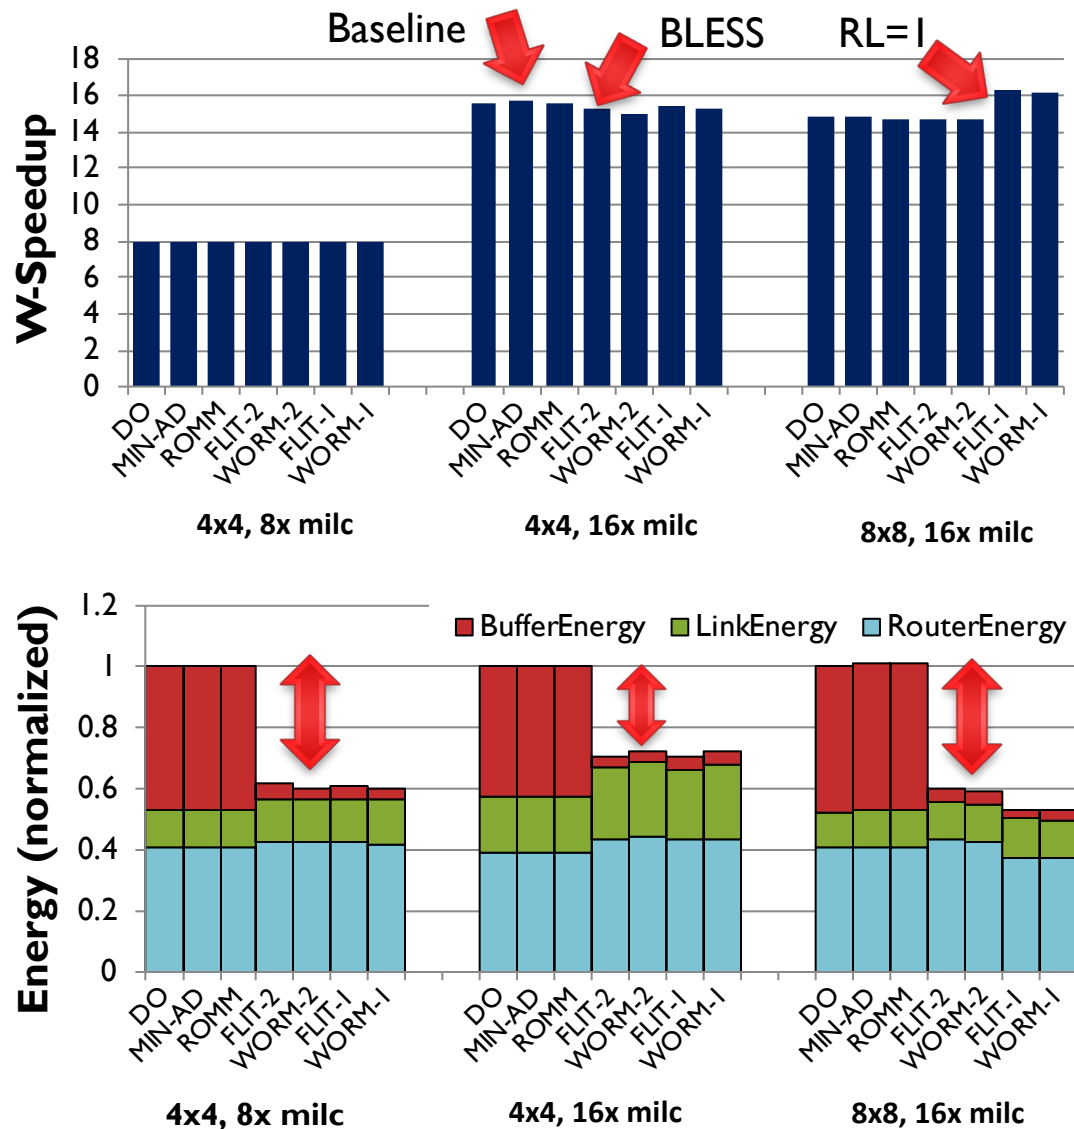 Baseline
BLESS
RL=1
W-Speedup
18
16
14
12
10
8
6
4
2
0
DO
MIN-AD
ROMM
FLIT-2
WORM-2
FLIT-1
WORM-1
DO
MIN-AD
ROMM
FLIT-2
WORM-2
FLIT-1
WORM-1
DO
MIN-AD
ROMM
FLIT-2
WORM-2
FLIT-1
WORM-1
4x4, 8x milc
4x4, 16x milc
8x8, 16x milc
Energy (normalized)
1.2
1
0.8
0.6
0.4
0.2
0
BufferEnergy
LinkEnergy
RouterEnergy
DO
MIN-AD
ROMM
FLIT-2
WORM-2
FLIT-1
WORM-1
DO
MIN-AD
ROMM
FLIT-2
WORM-2
FLIT-1
WORM-1
DO
MIN-AD
ROMM
FLIT-2
WORM-2
FLIT-1
WORM-1
4x4, 8x milc
4x4, 16x milc
8x8, 16x milc